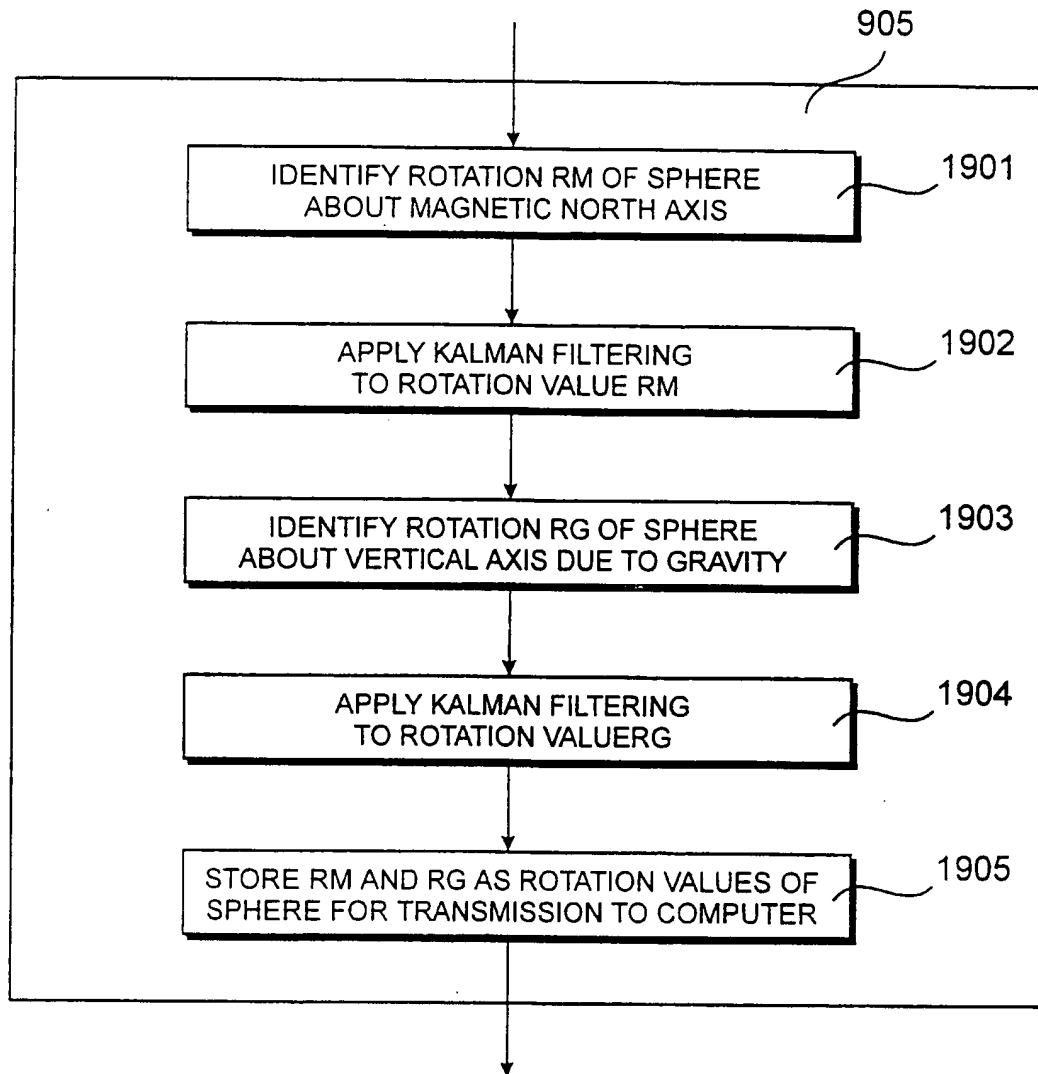 905
IDENTIFY ROTATION RM OF SPHERE
ABOUT MAGNETIC NORTH AXIS
1901
APPLY KALMAN FILTERING
TO ROTATION VALUE RM
1902
IDENTIFY ROTATION RG OF SPHERE
ABOUT VERTICAL AXIS DUE TO GRAVITY
1903
APPLY KALMAN FILTERING
TO ROTATION VALUERG
1904
STORE RM AND RG AS ROTATION VALUES OF
SPHERE FOR TRANSMISSION TO COMPUTER
1905